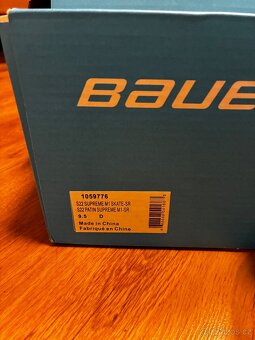 BAUE
1059776
S22 SUPREME M1 SKATE-SR
S22 PATIN SUPREME M1-SR
9.5 D
Made in China
Fabriqué en Chine